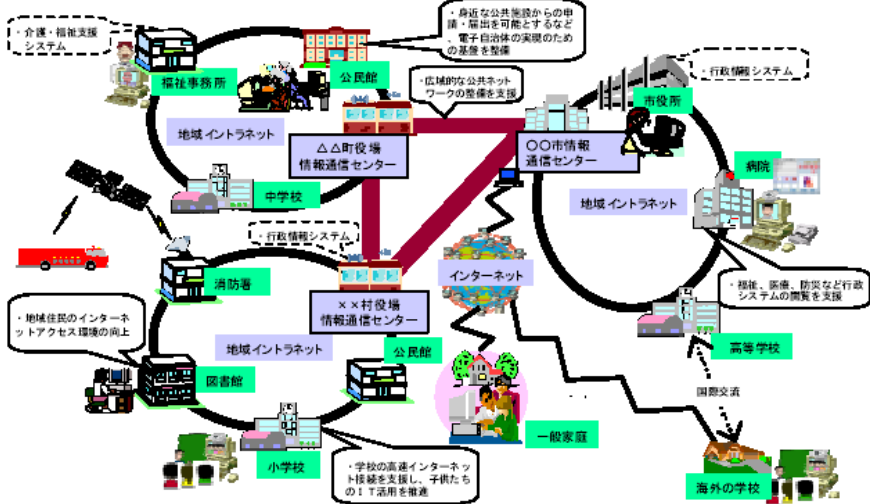 ・介護・福祉支援
システム
福祉事務所
公民館
・身近な公共施設からの申
請・届出を可能とするなど
、電子自治体の実現のため
の基盤を整備
・広域的な公共ネット
ワークの整備を支援
・行政情報システム
市役所
地域イントラネット
△△町役場
情報通信センター
〇〇市情報
通信センター
病院
中学校
地域イントラネット
・行政情報システム
消防署
インターネット
・福祉、医療、防災など行政
システムの閲覧を支援
××村役場
情報通信センター
・地域住民のインターネ
ットアクセス環境の向上
地域イントラネット
公民館
高等学校
図書館
国際交流
一般家庭
小学校
・学校の高速インターネッ
ト接続を支援し、子供たち
のＩＴ活用を推進
海外の学校